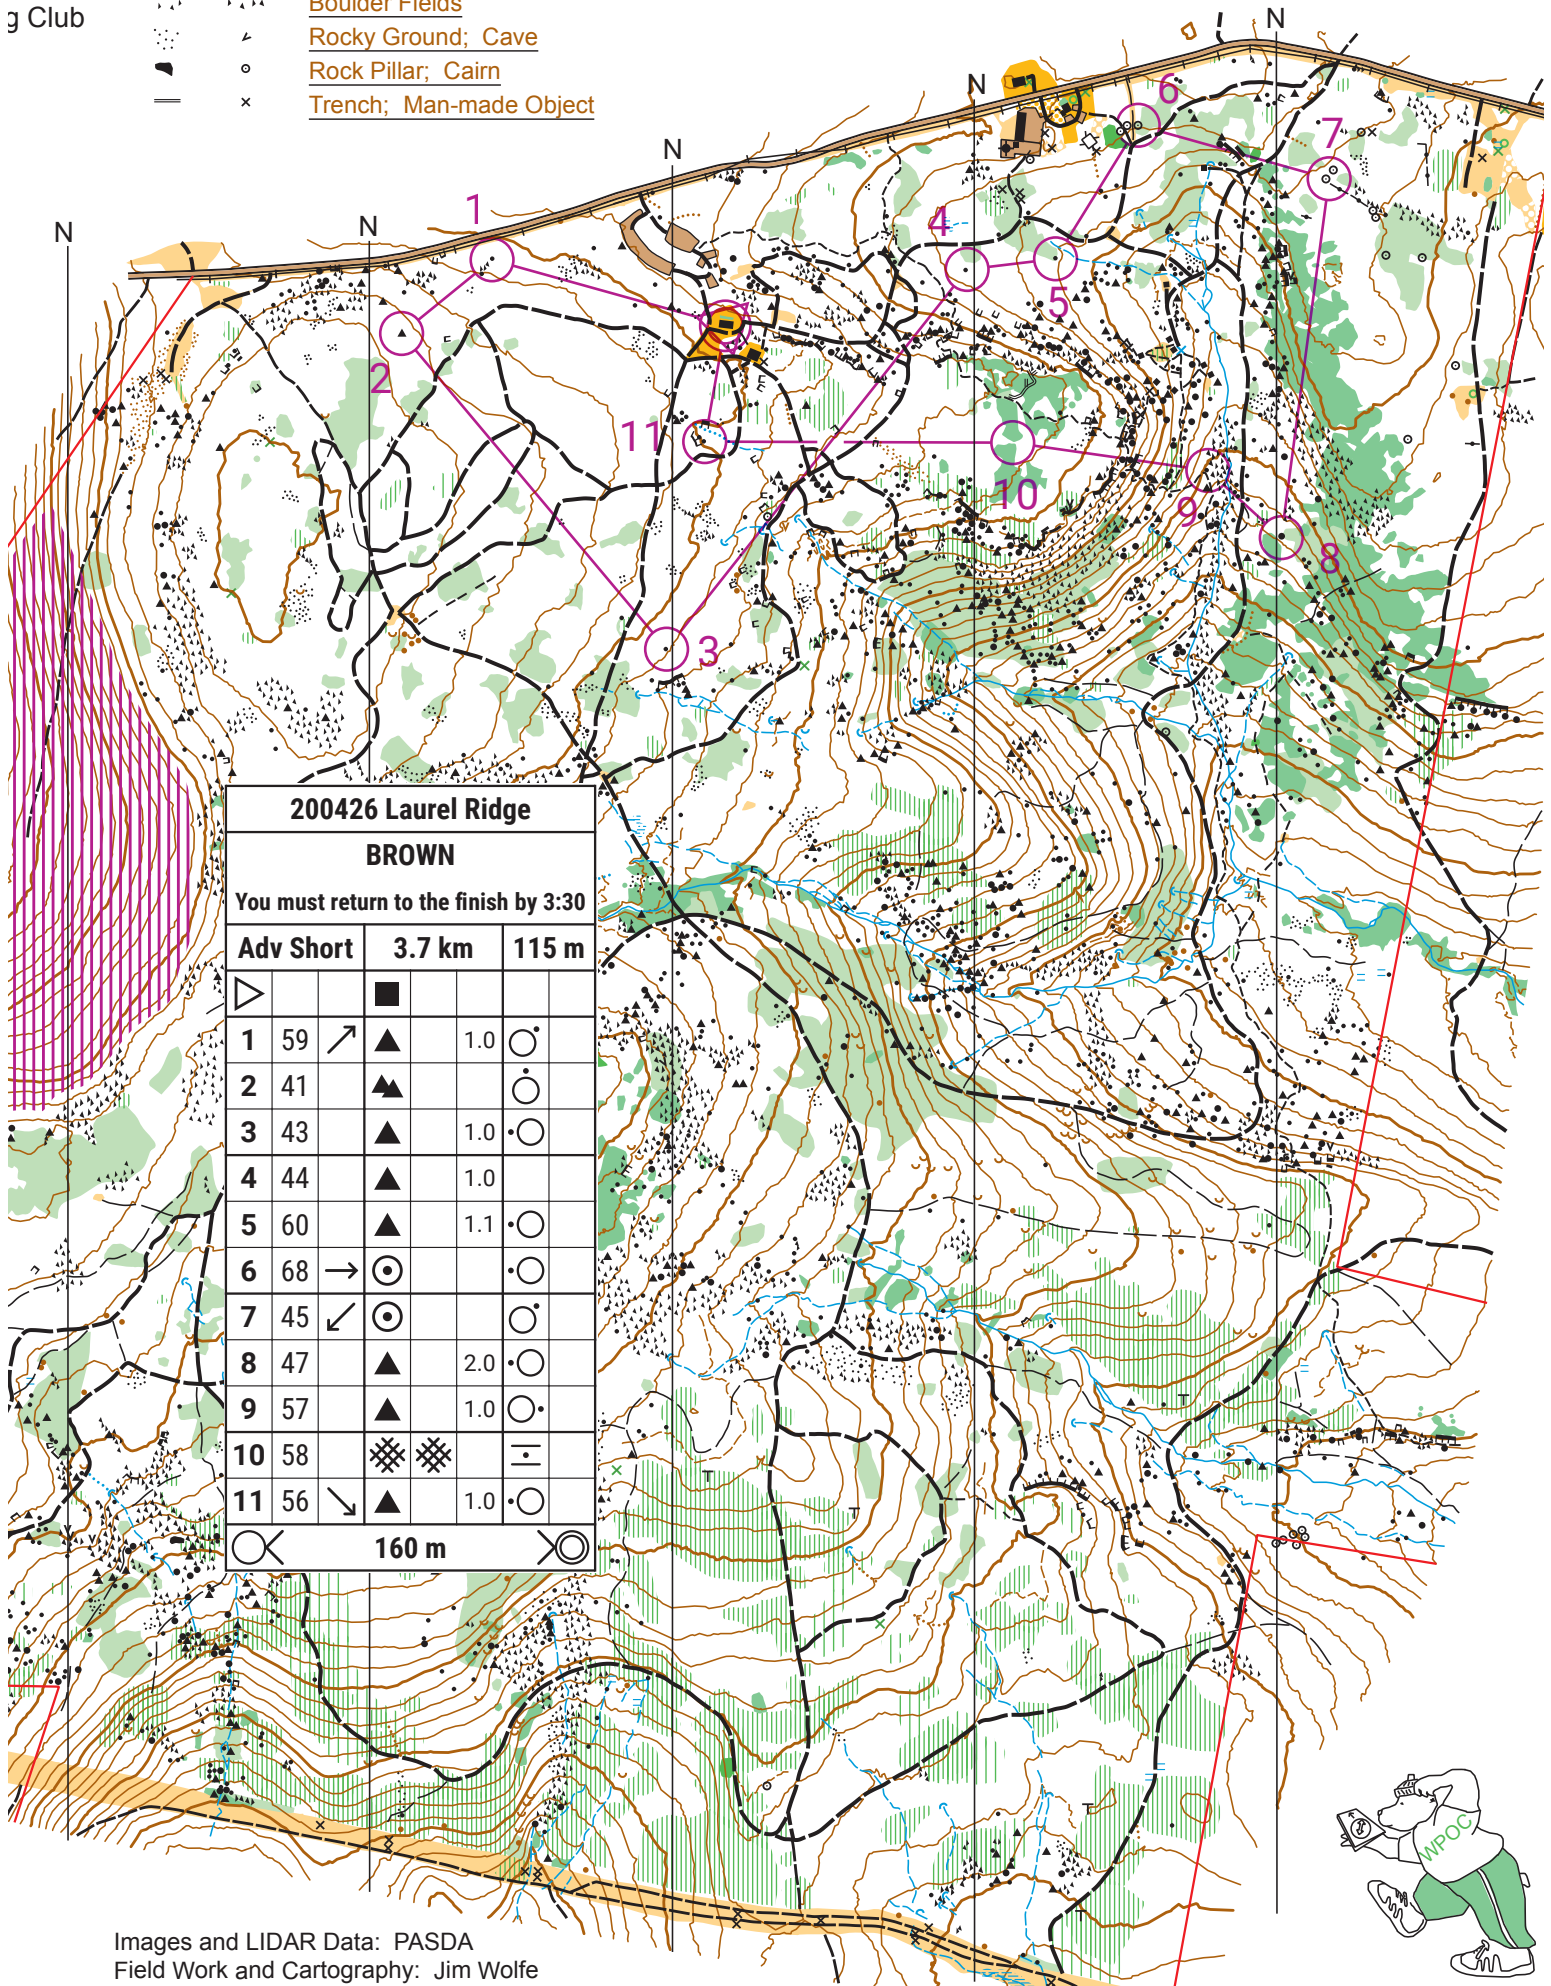 g Club
Boulder Fields
Rocky Ground; Cave
Rock Pillar; Cairn
Trench; Man-made Object
N
N
N
N
N
1
2
3
4
5
6
7
8
9
10
11
200426 Laurel Ridge
BROWN
You must return to the finish by 3:30
Adv Short 3.7 km 115 m
1 59 1.0
2 41
3 43 1.0
4 44 1.0
5 60 1.1
6 68
7 45
8 47 2.0
9 57 1.0
10 58
11 56 1.0
160 m
WPOC
Images and LIDAR Data: PASDA
Field Work and Cartography: Jim Wolfe